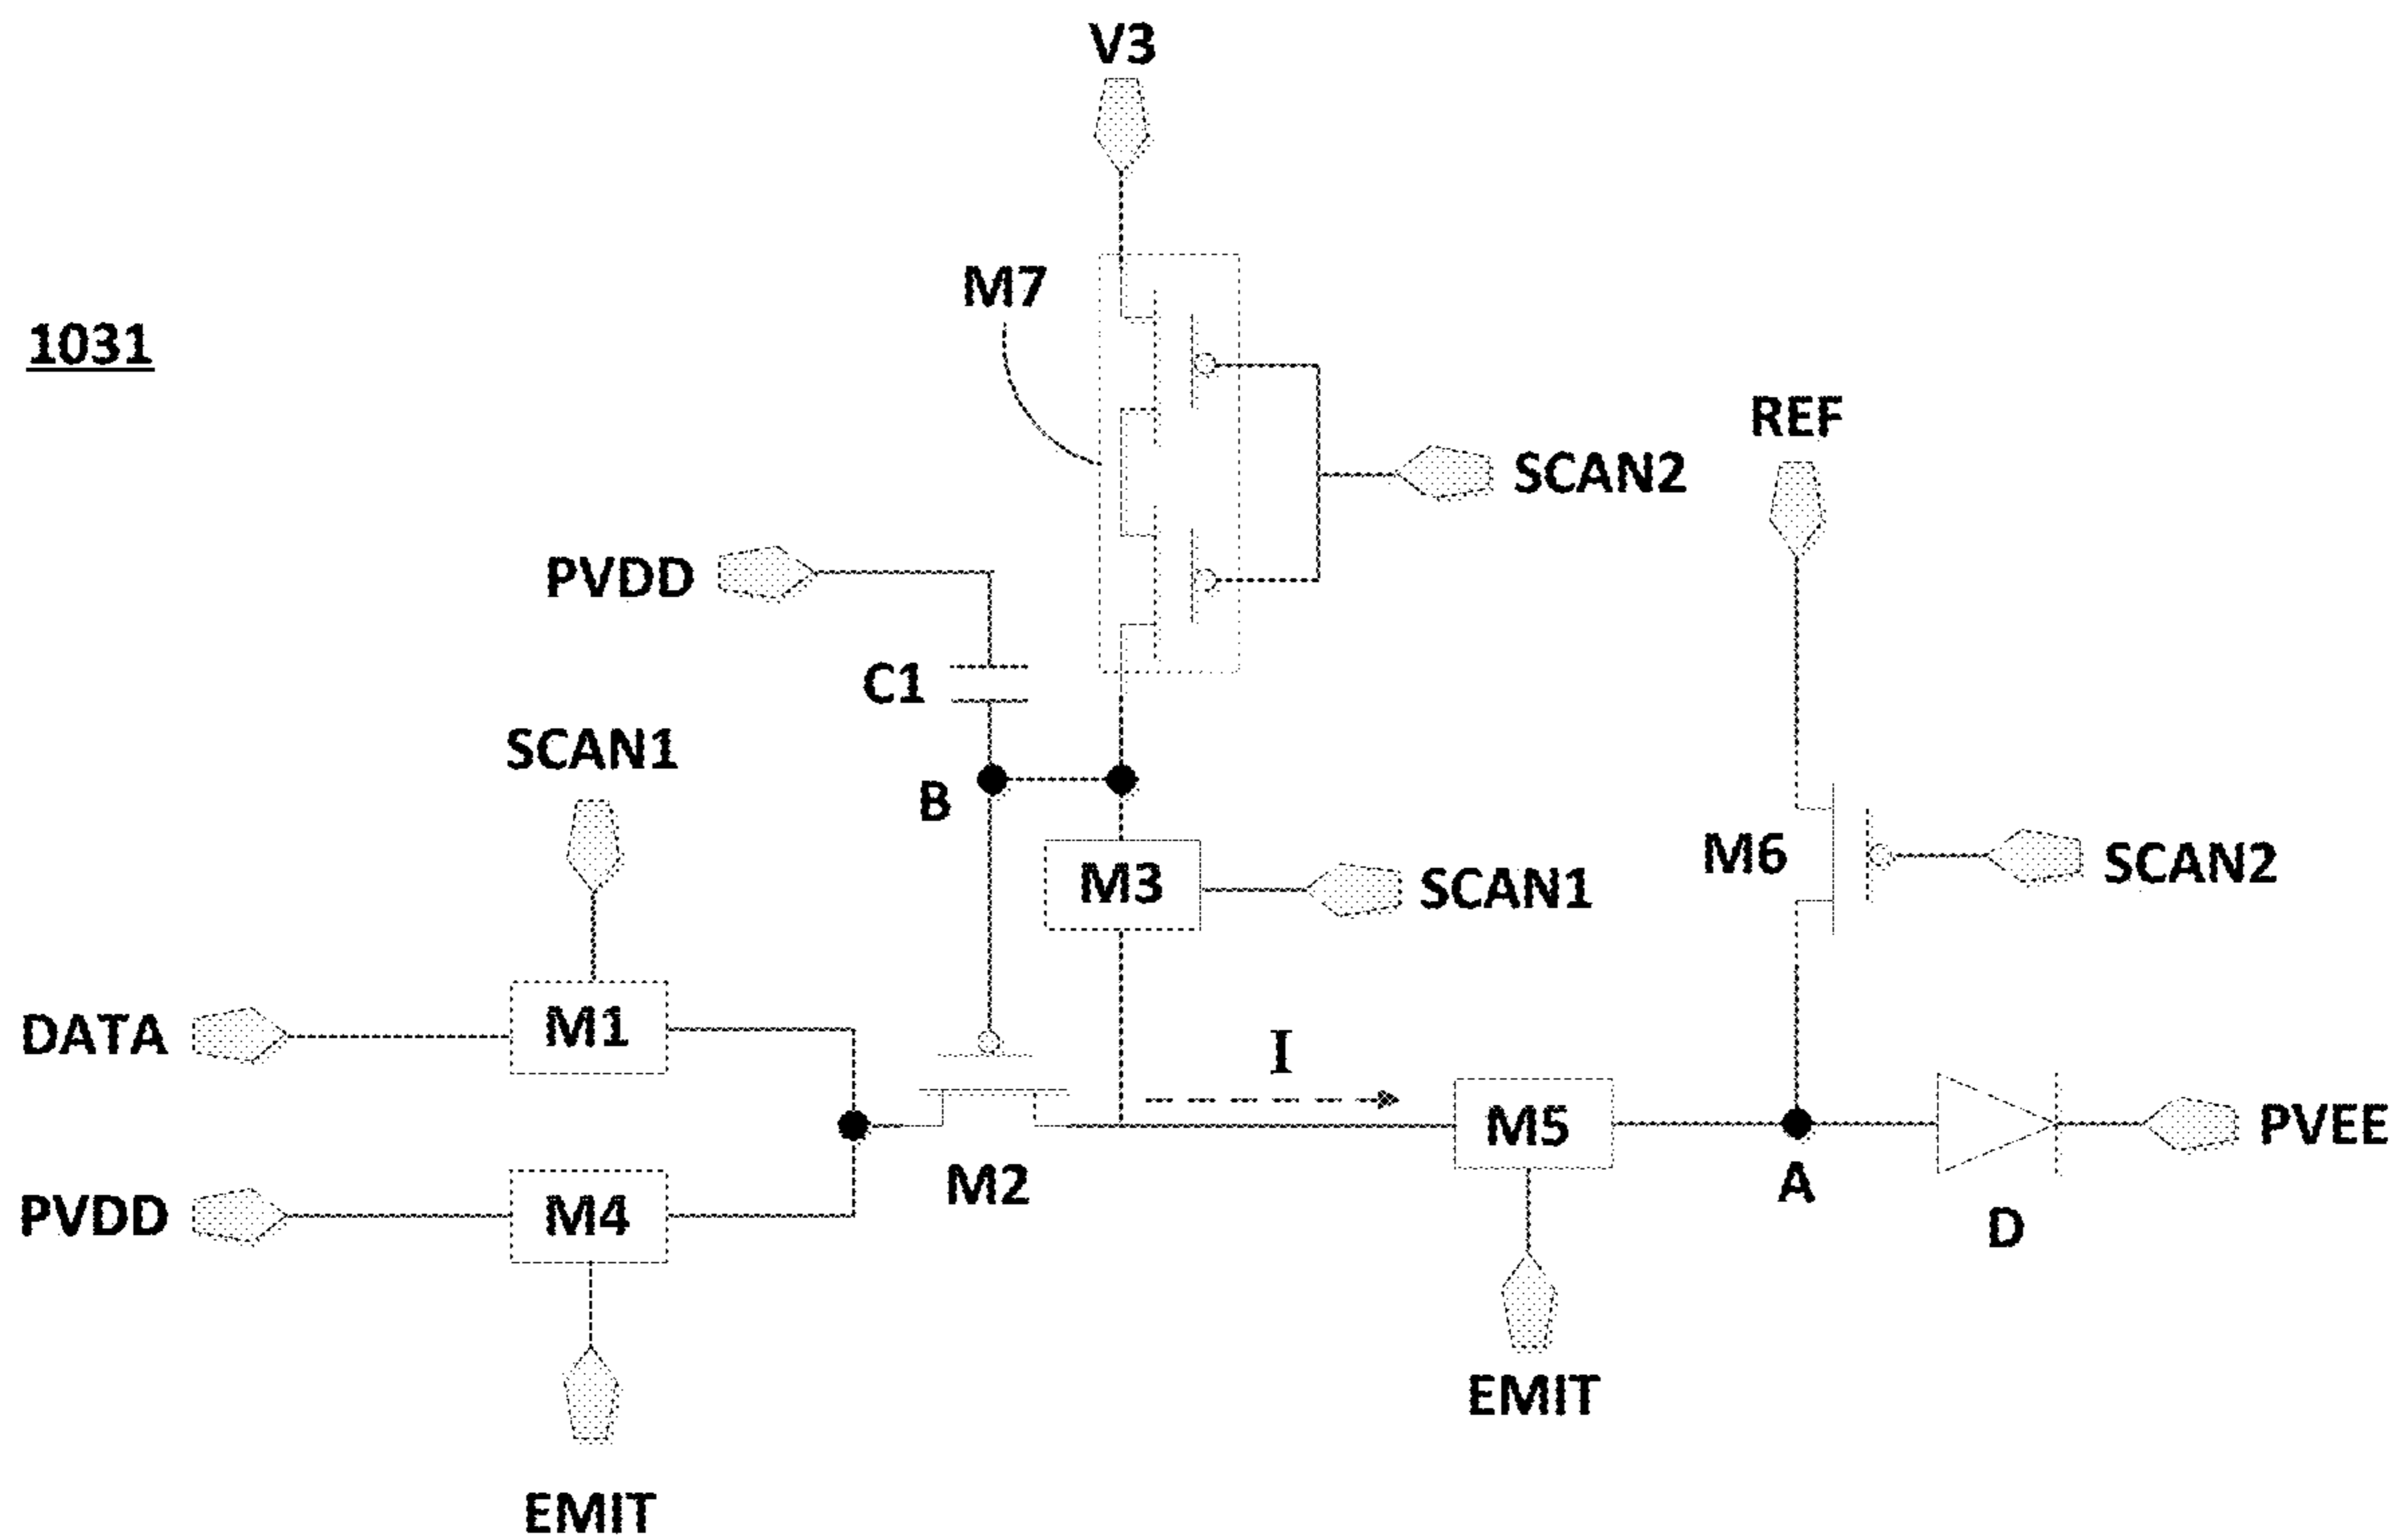 V3
M7
1031
REF
SCAN2
PVDD
C1
SCAN1
B
M3
SCAN1
M6
SCAN2
DATA
M1
I
M5
PVEE
A
M2
PVDD
M4
D
EMIT
EMIT